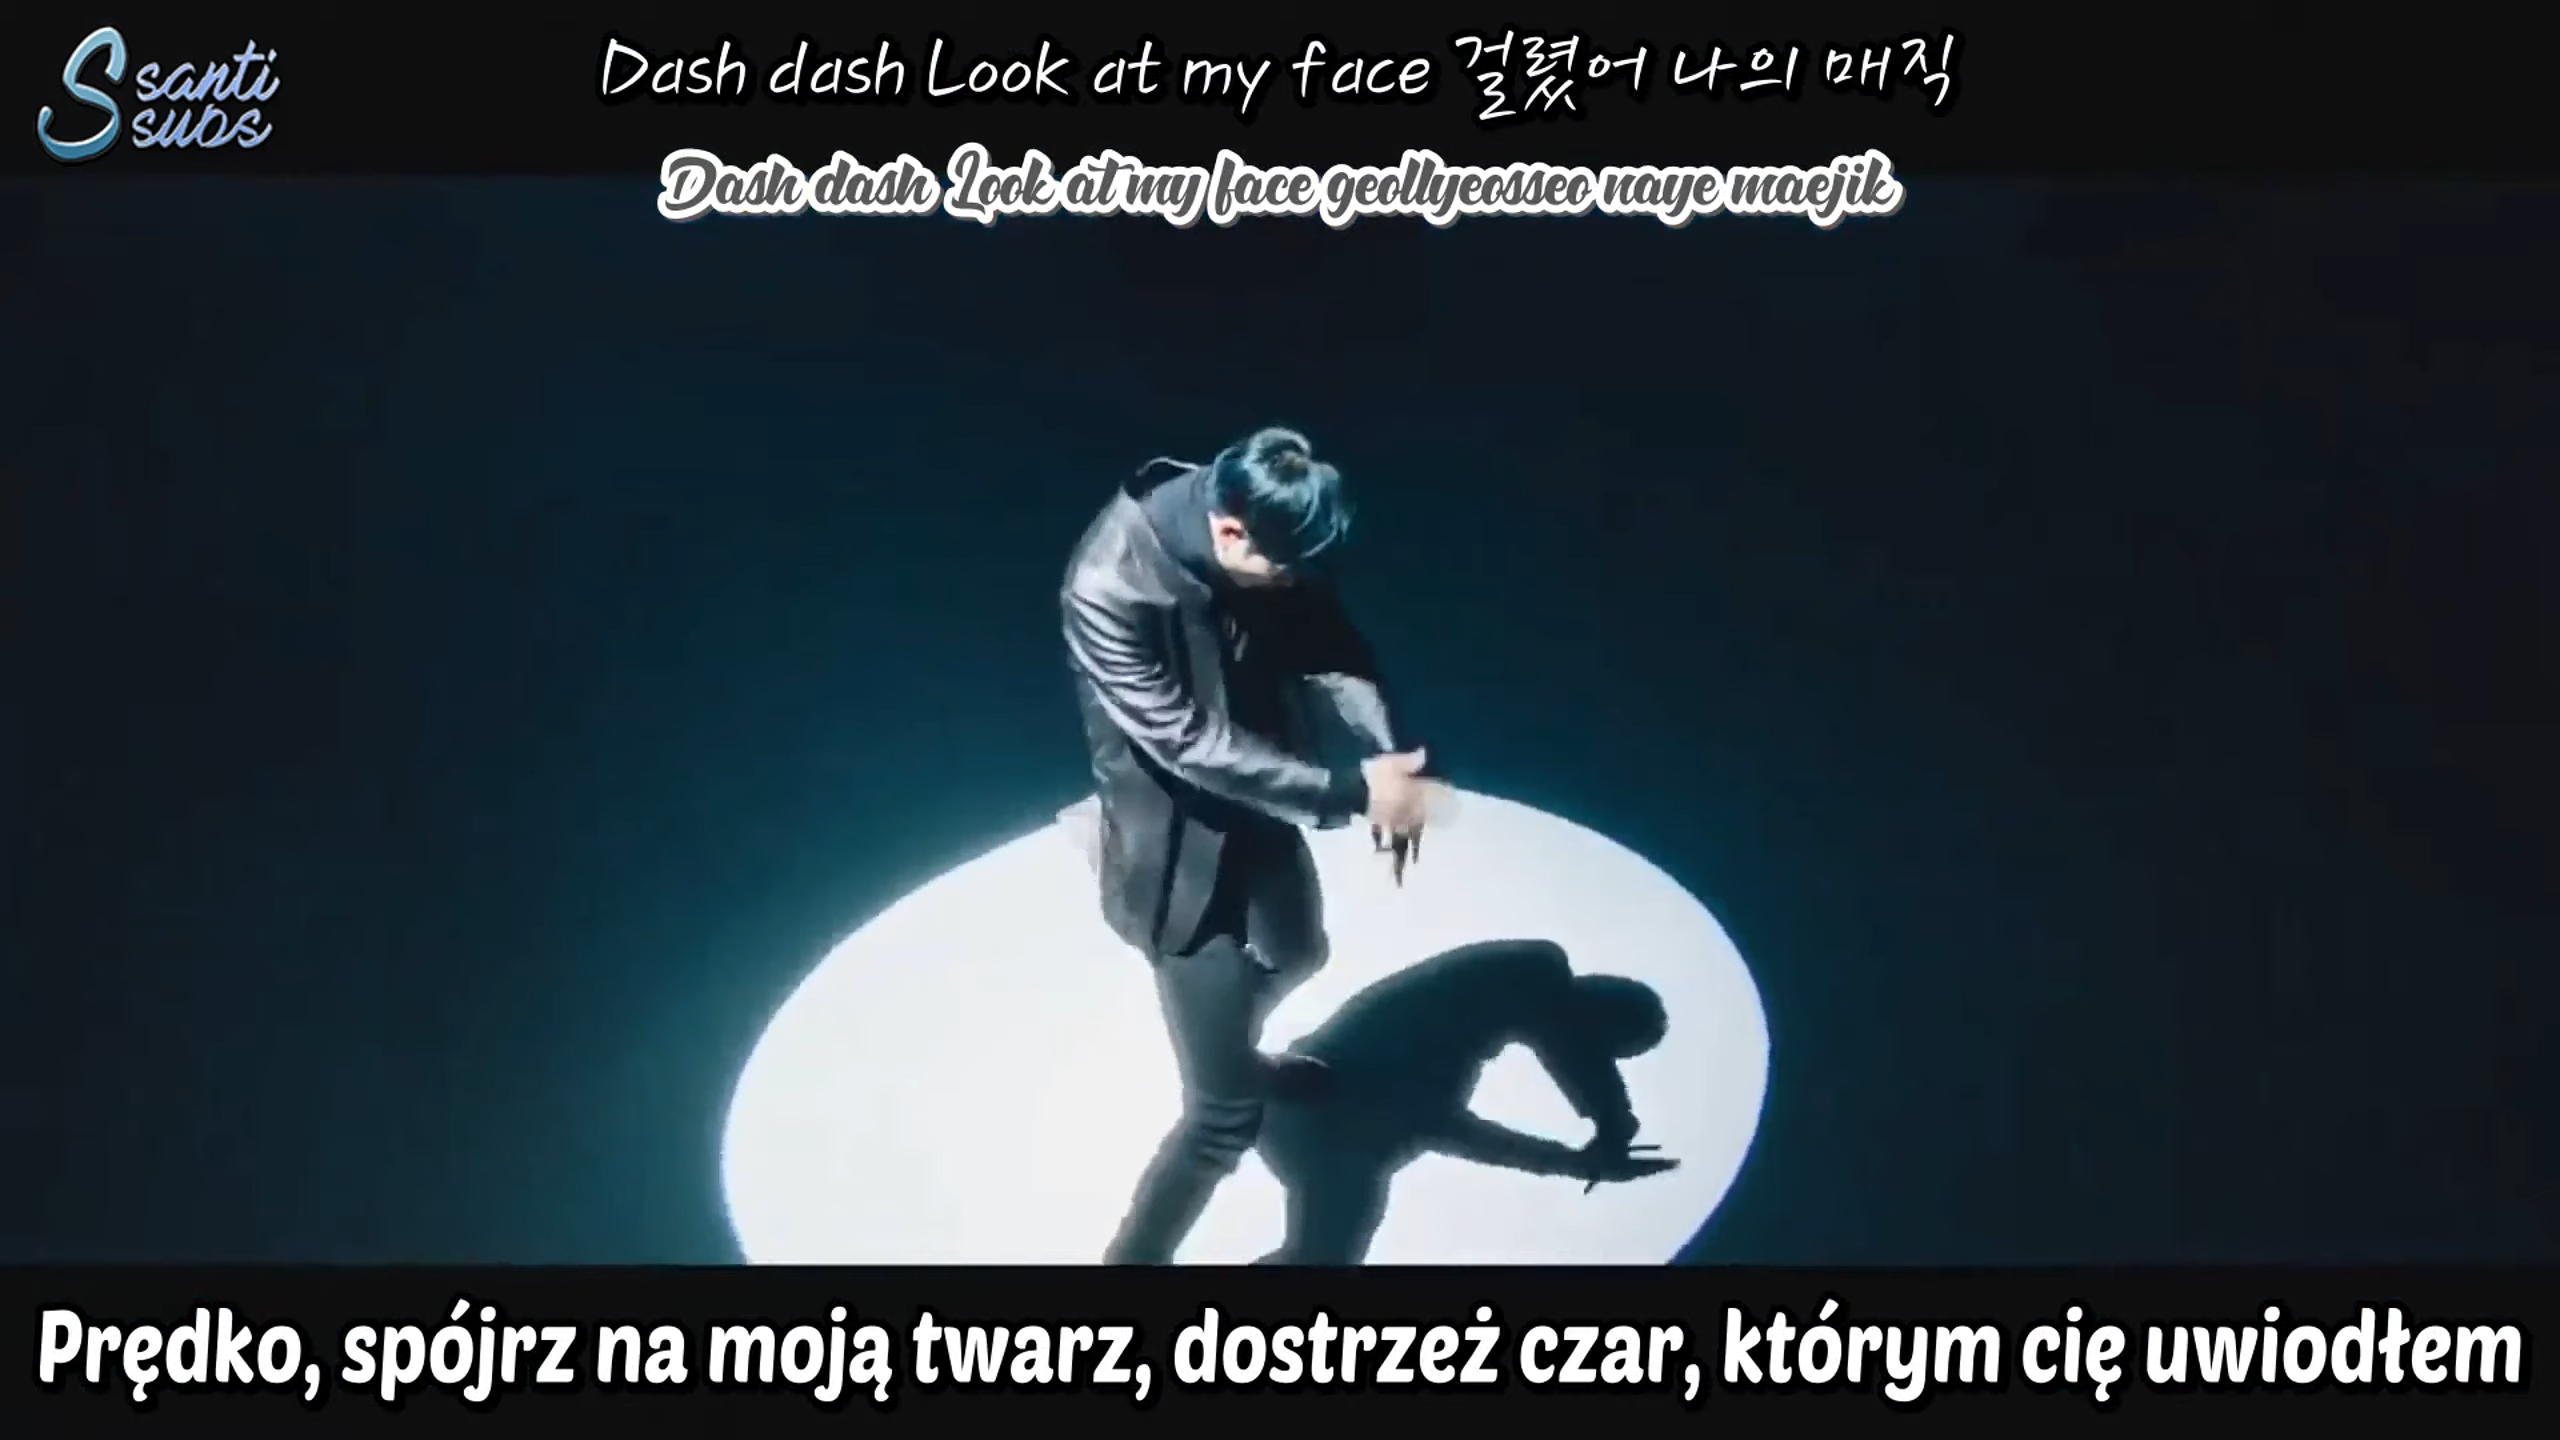 Ssanti
subs
Dash dash Look at my face 걸렸어 나의 매직
Dash dash Look at my face geollyeosseo naye maejik
Prędko, spójrz na moją twarz, dostrzeż czar, którym cię uwiodłem